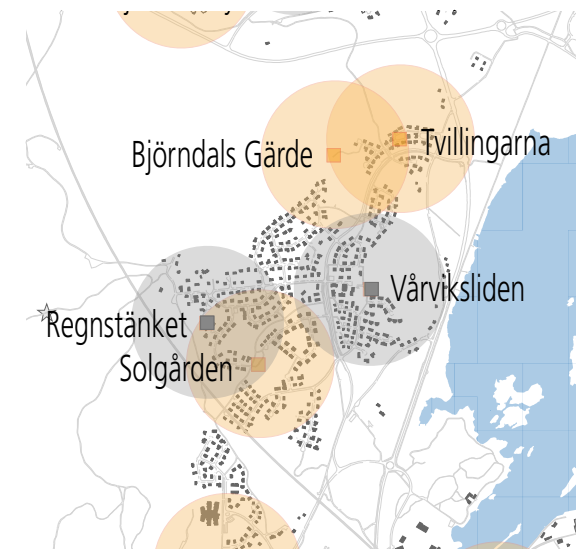 Björndals Gärde
Tvillingarna
Vårviksliden
Regnstänket
Solgården